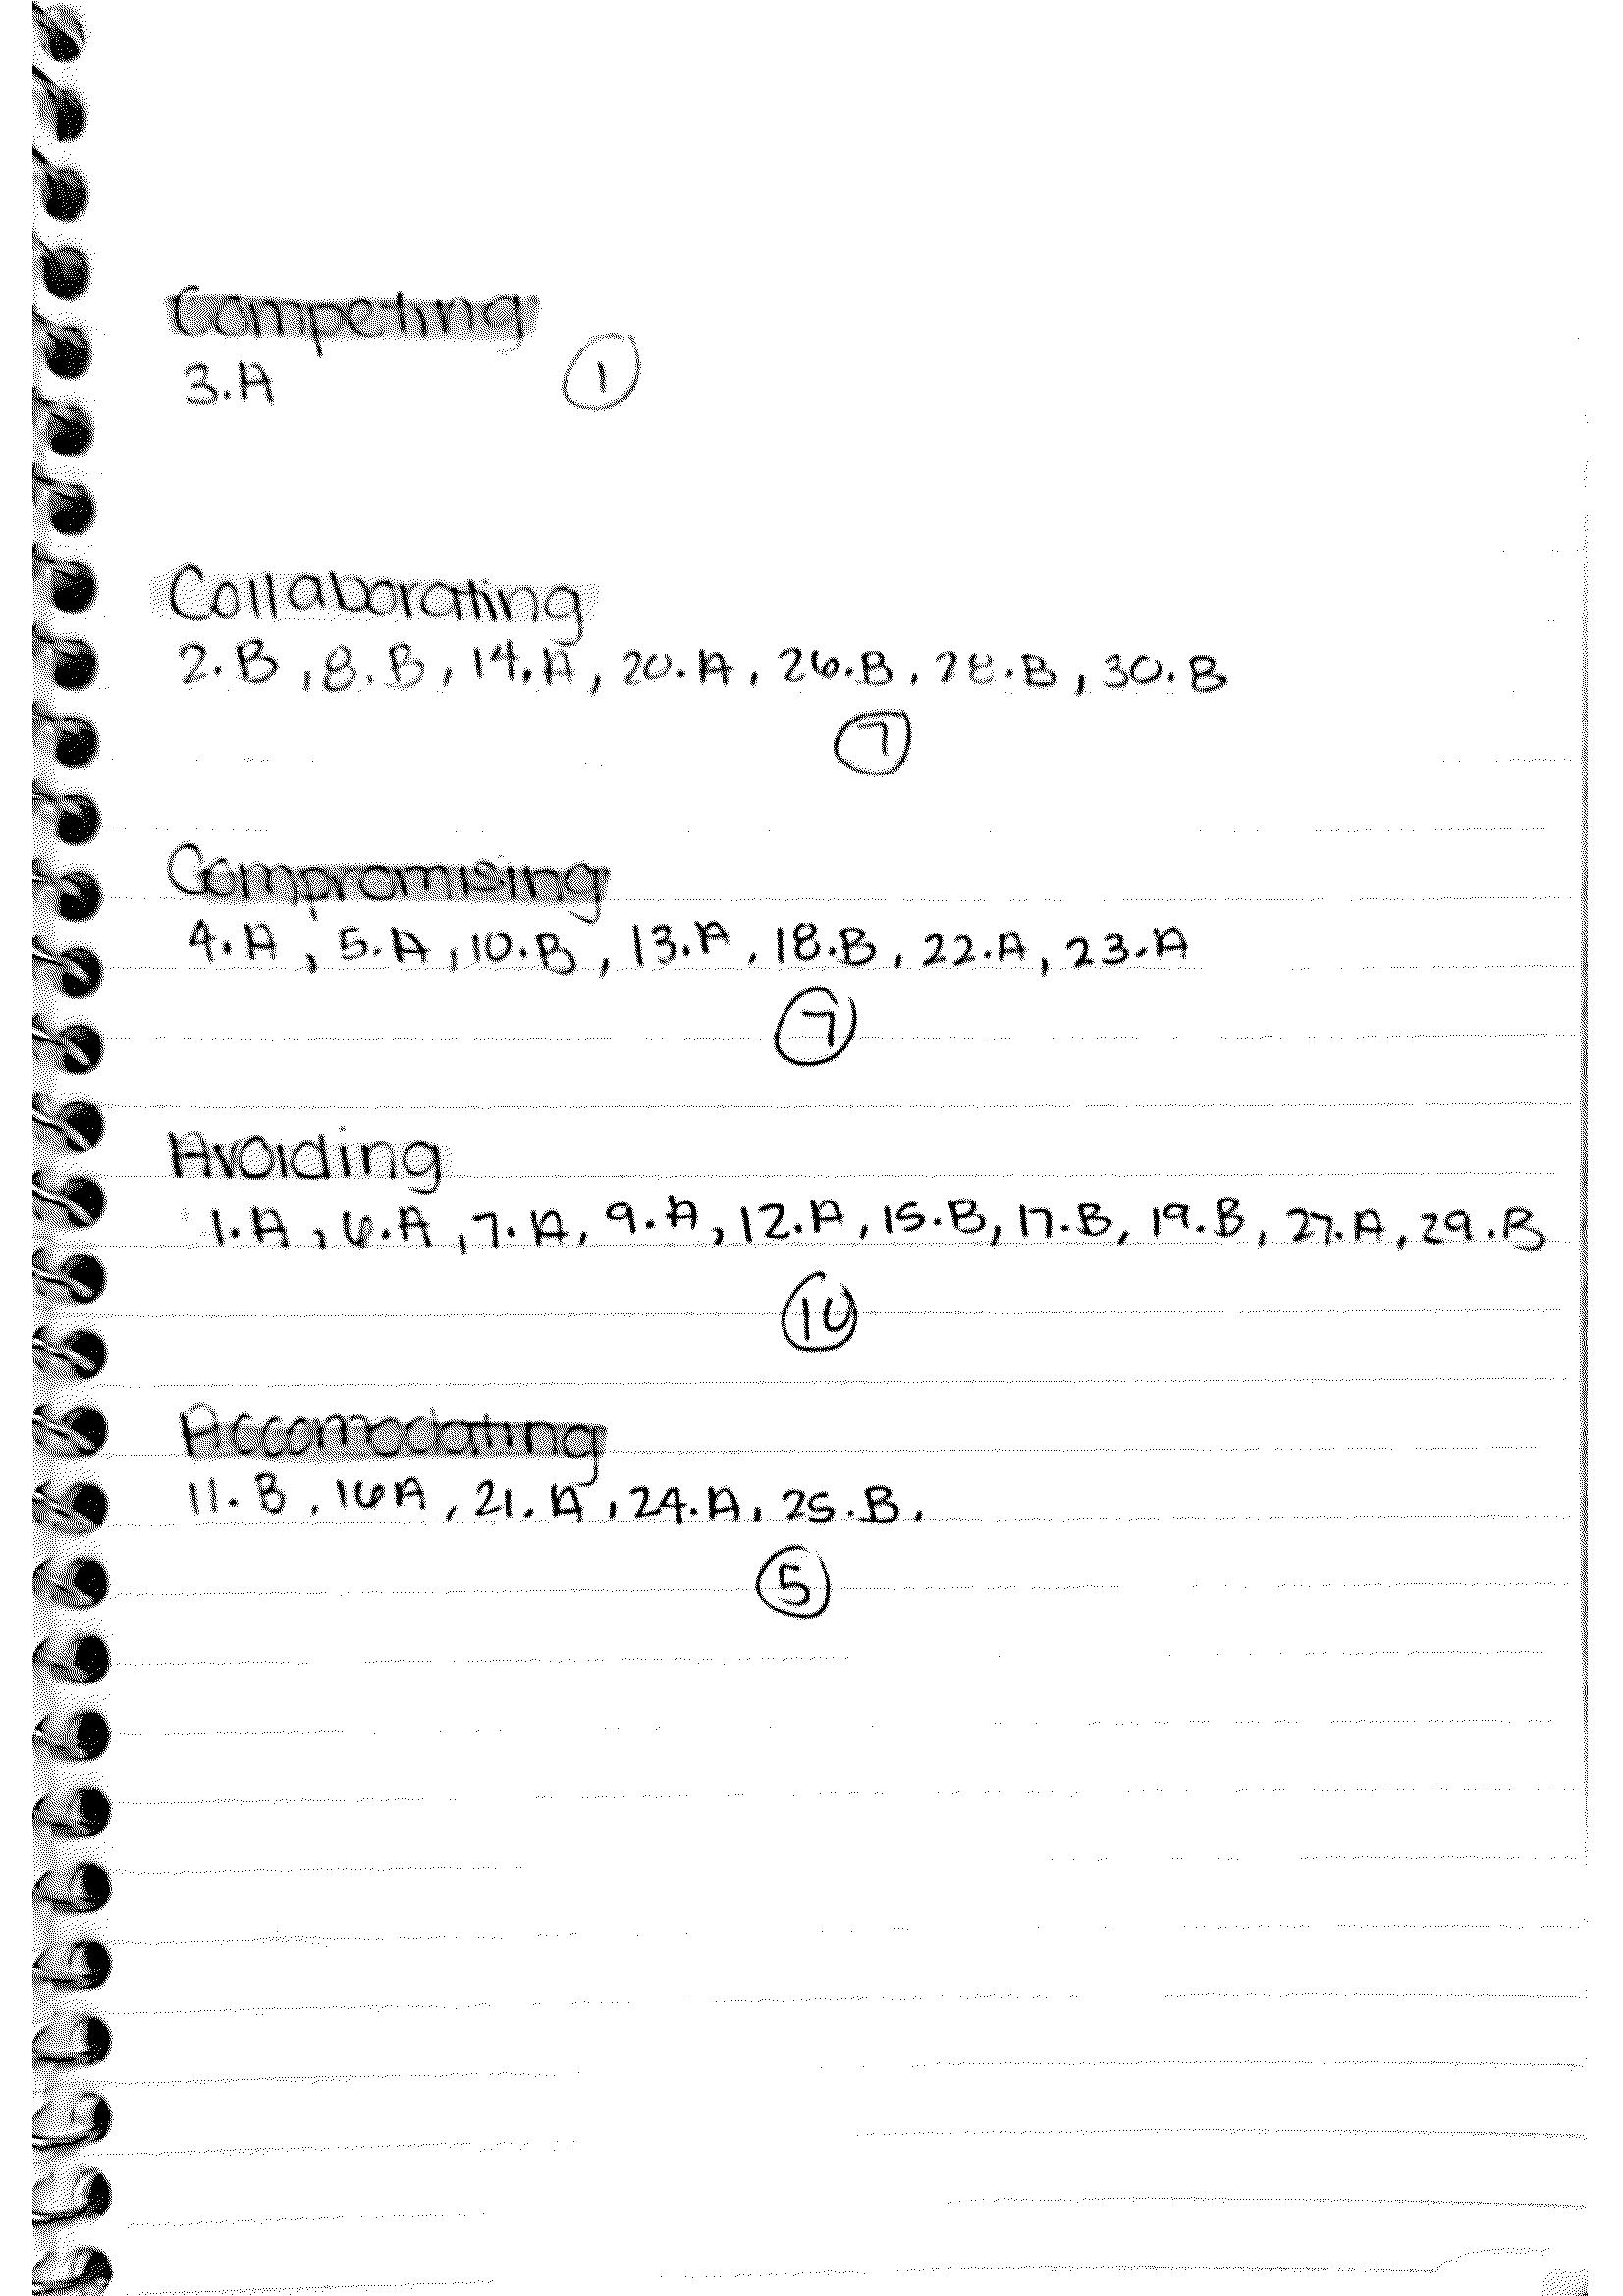 Competing
3.A
1
Collaborating
2.B , 8.B , 14.A , 20.A , 26.B , 28.B , 30.B
7
Compromising
4.A , 5.A , 10.B , 13.A , 18.B , 22.A , 23.A
7
Avoiding
1.A , 6.A , 7.A , 9.A , 12.A , 15.B , 17.B , 19.B , 27.A , 29.B
10
Accomodating
11.B , 16A , 21.A , 24.A , 25.B .
5